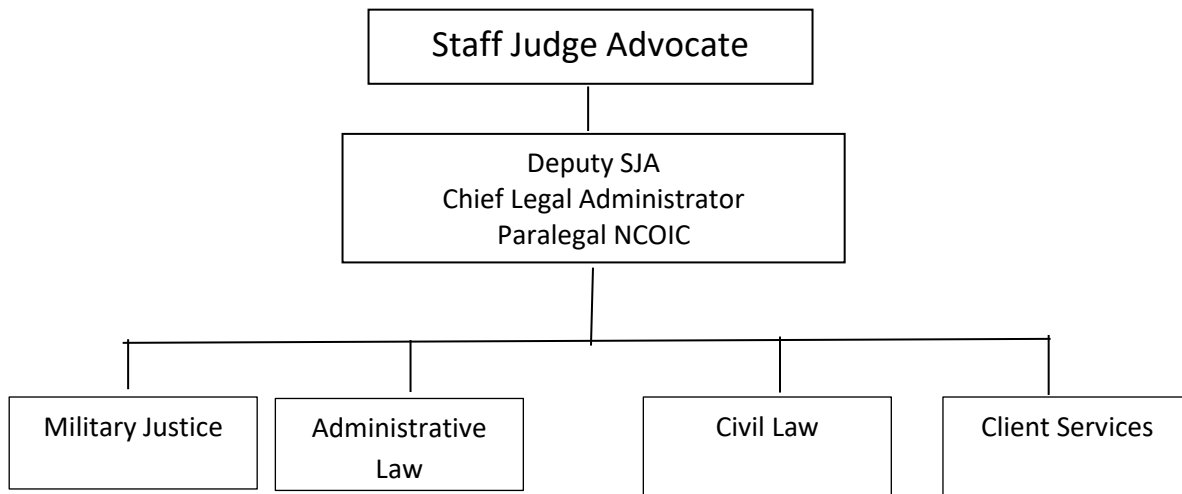 Staff Judge Advocate
Deputy SJA
Chief Legal Administrator
Paralegal NCOIC
Military Justice
Administrative
Law
Civil Law
Client Services